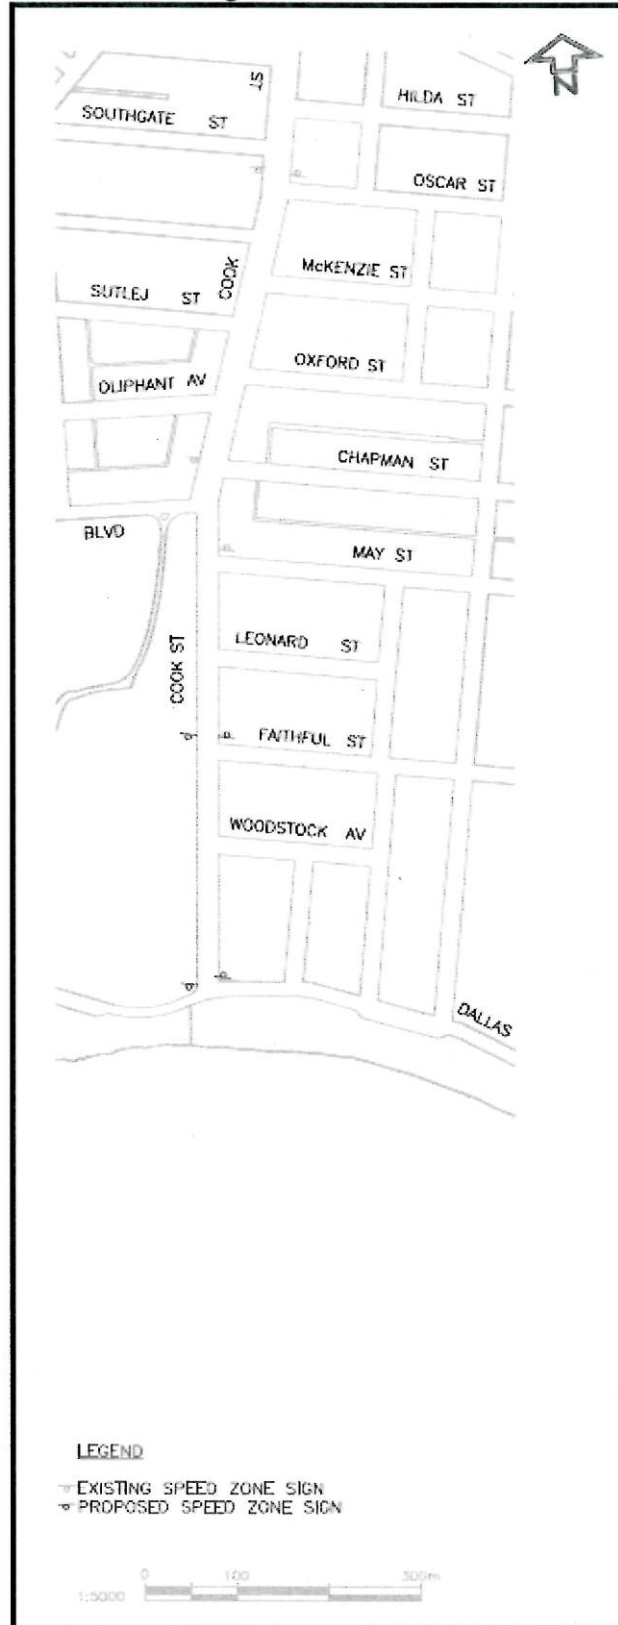 N
ST
HILDA ST
SOUTHGATE ST
OSCAR ST
McKENZIE ST
COOK
SUTLEJ ST
OXFORD ST
OLIPHANT AV
CHAPMAN ST
BLVD
MAY ST
LEONARD ST
COOK ST
FAITHFUL ST
WOODSTOCK AV
DALLAS
LEGEND
EXISTING SPEED ZONE SIGN
PROPOSED SPEED ZONE SIGN
0 100 300m
1:5000